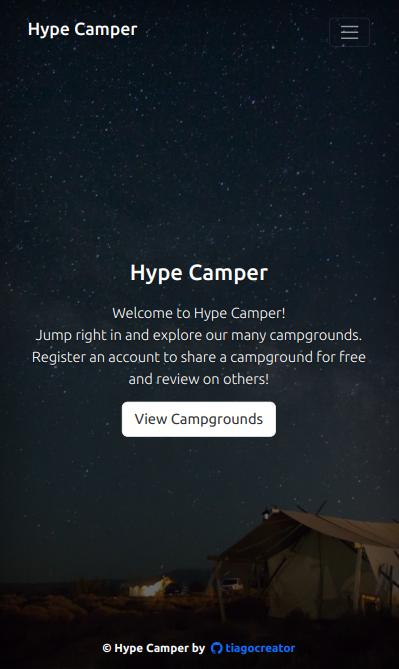 Hype Camper
Hype Camper
Welcome to Hype Camper!
Jump right in and explore our many campgrounds.
Register an account to share a campground for free
and review on others!
View Campgrounds
© Hype Camper by tiagocreator